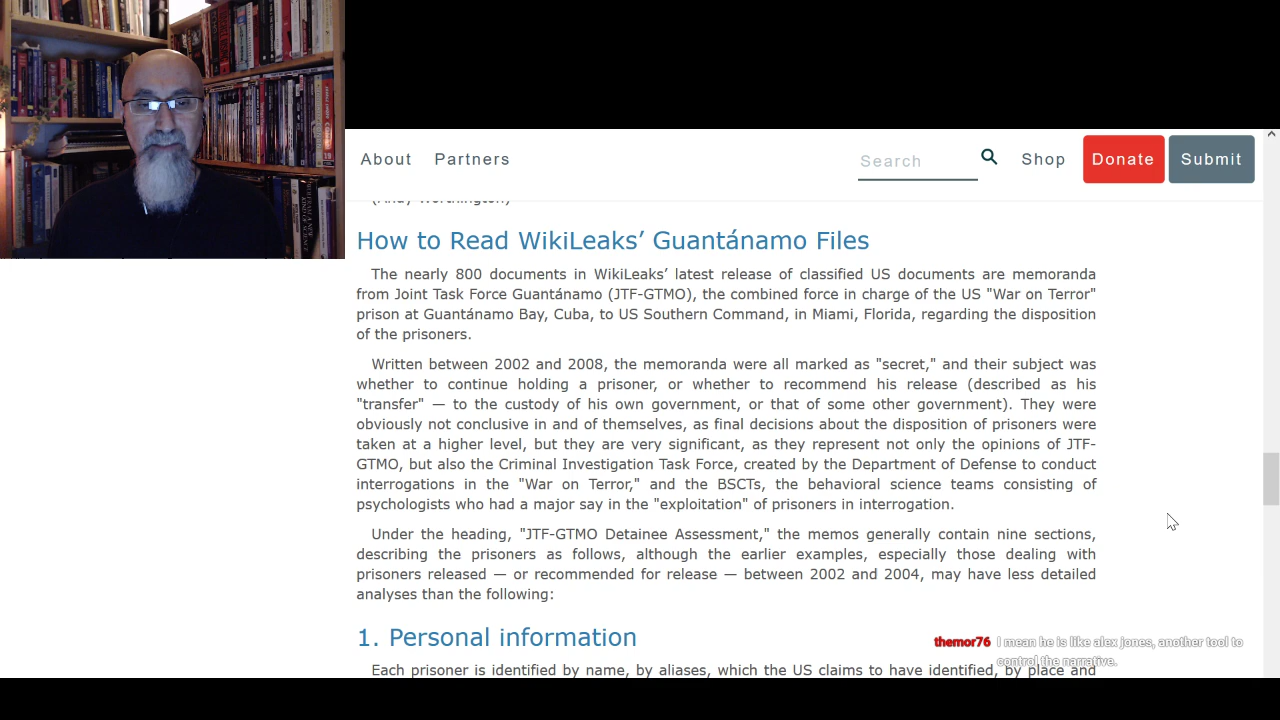 About Partners Search Shop Donate Submit
(Andy Worthington)
How to Read WikiLeaks’ Guantánamo Files
The nearly 800 documents in WikiLeaks’ latest release of classified US documents are memoranda
from Joint Task Force Guantánamo (JTF-GTMO), the combined force in charge of the US "War on Terror"
prison at Guantánamo Bay, Cuba, to US Southern Command, in Miami, Florida, regarding the disposition
of the prisoners.
Written between 2002 and 2008, the memoranda were all marked as "secret," and their subject was
whether to continue holding a prisoner, or whether to recommend his release (described as his
"transfer" — to the custody of his own government, or that of some other government). They were
obviously not conclusive in and of themselves, as final decisions about the disposition of prisoners were
taken at a higher level, but they are very significant, as they represent not only the opinions of JTF-
GTMO, but also the Criminal Investigation Task Force, created by the Department of Defense to conduct
interrogations in the "War on Terror," and the BSCTs, the behavioral science teams consisting of
psychologists who had a major say in the "exploitation" of prisoners in interrogation.
Under the heading, "JTF-GTMO Detainee Assessment," the memos generally contain nine sections,
describing the prisoners as follows, although the earlier examples, especially those dealing with
prisoners released — or recommended for release — between 2002 and 2004, may have less detailed
analyses than the following:
1. Personal information
themor76 I mean he is like alex jones, another tool to
control the narrative.
Each prisoner is identified by name, by aliases, which the US claims to have identified, by place and